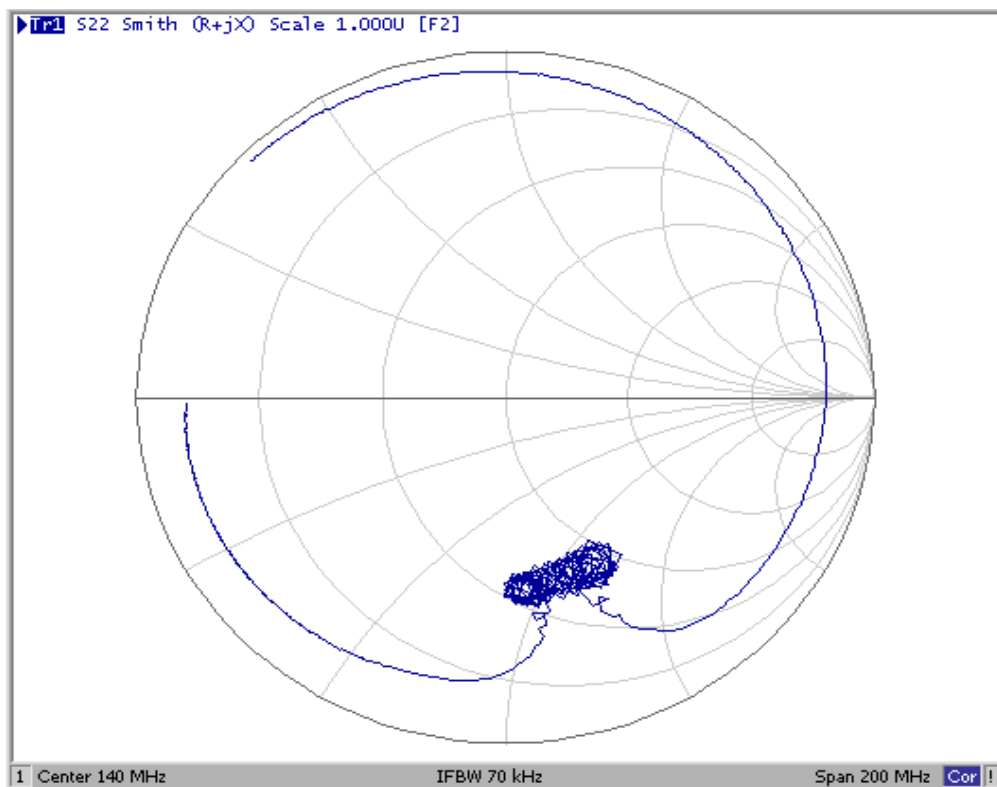 Tr1 S22 Smith (R+jX) Scale 1.000U [F2]
1 Center 140 MHz IFBW 70 kHz Span 200 MHz Cor !